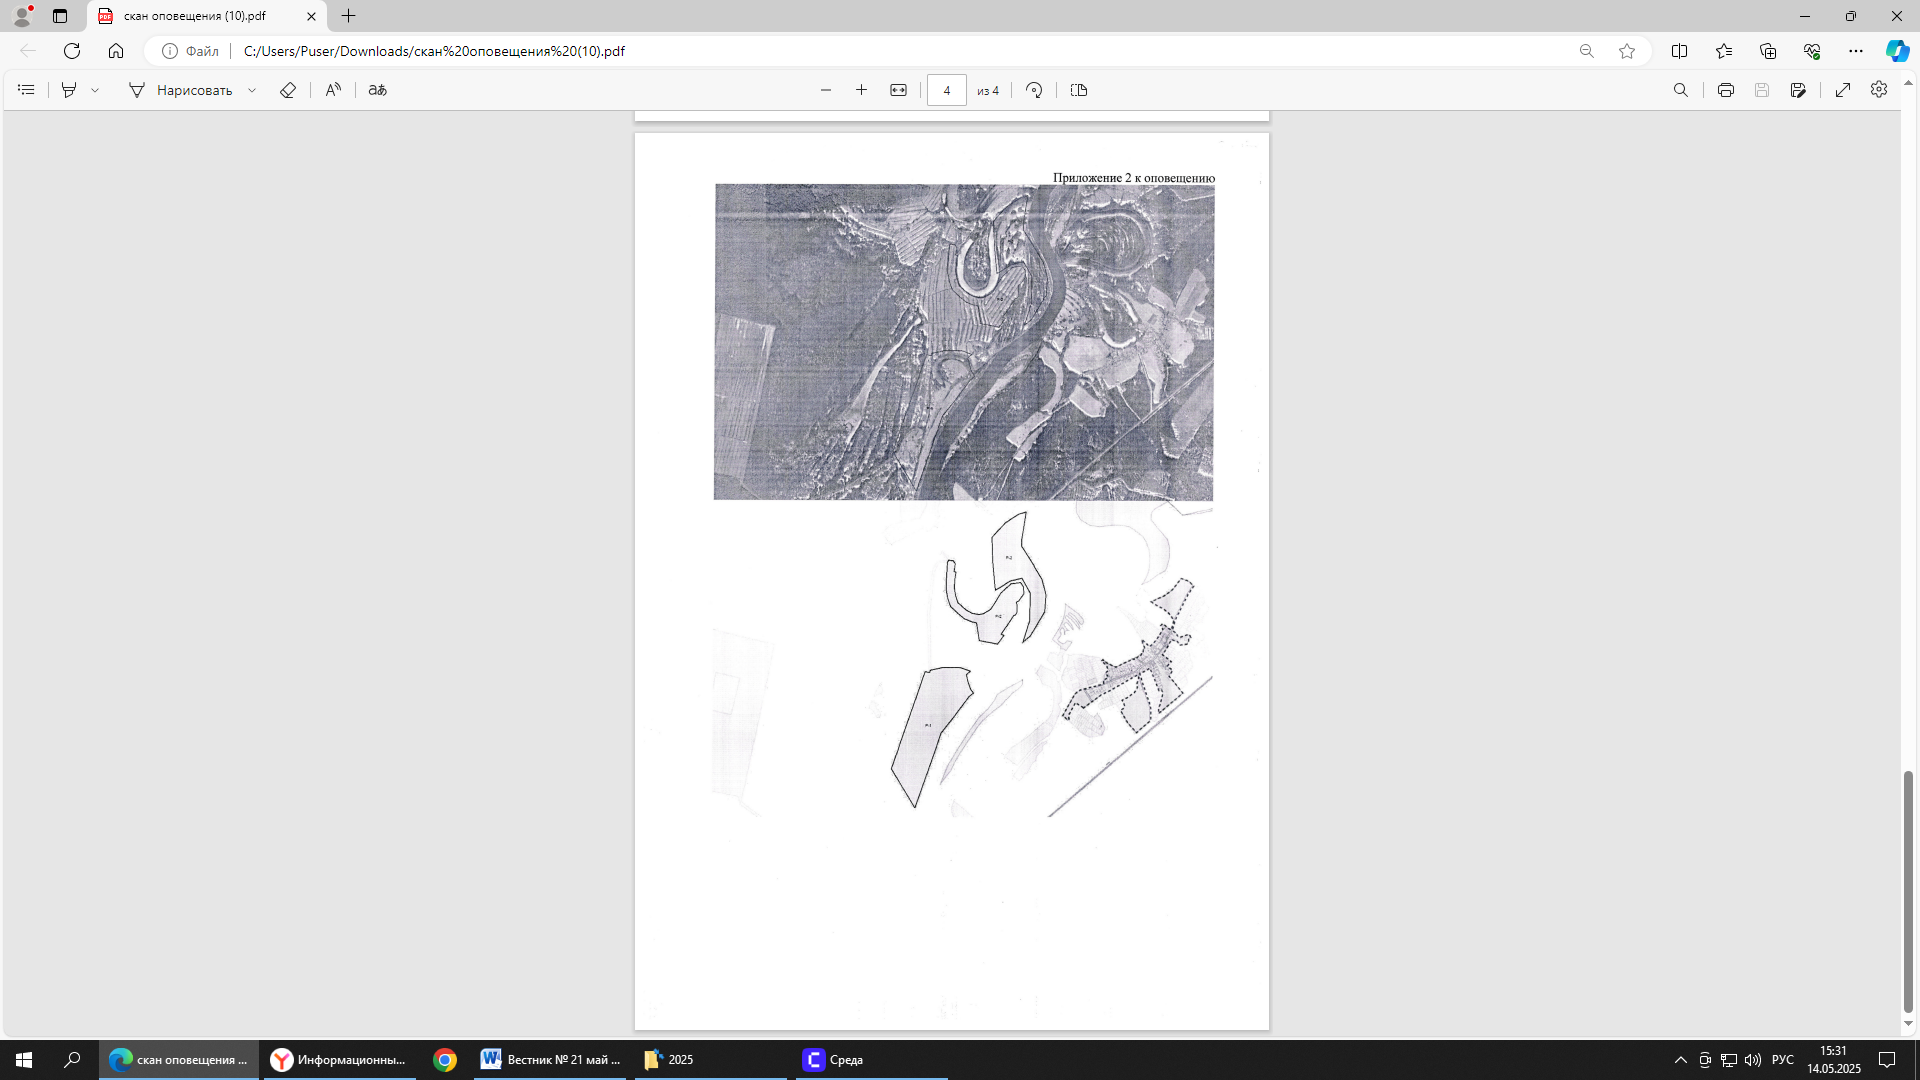 скан оповещения (10).pdf
Файл
C:/Users/Puser/Downloads/скан%20оповещения%20(10).pdf
Нарисовать
4 из 4
Приложение 2 к оповещению
скан оповещения ...
Информационны...
Вестник № 21 май ...
2025
Среда
РУС
15:31
14.05.2025